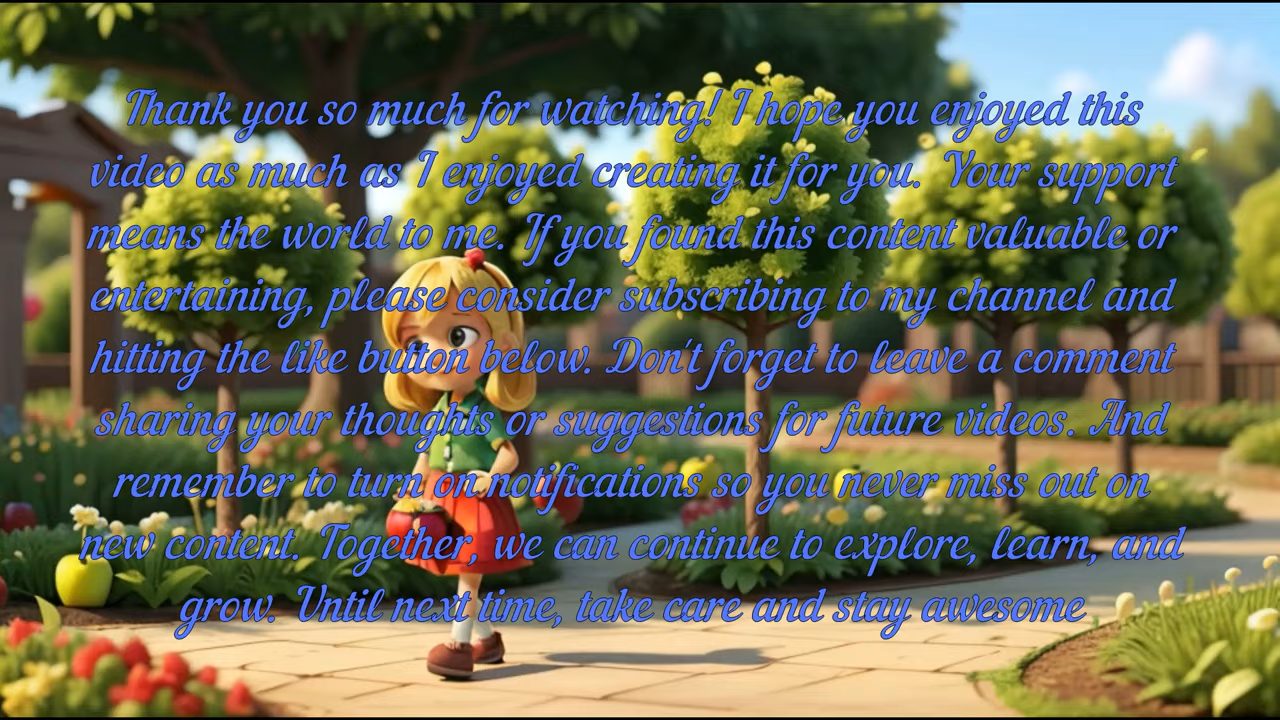 Thank you so much for watching! I hope you enjoyed this
video as much as I enjoyed creating it for you. Your support
means the world to me. If you found this content valuable or
entertaining, please consider subscribing to my channel and
hitting the like button below. Don't forget to leave a comment
sharing your thoughts or suggestions for future videos. And
remember to turn on notifications so you never miss out on
new content. Together, we can continue to explore, learn, and
grow. Until next time, take care and stay awesome